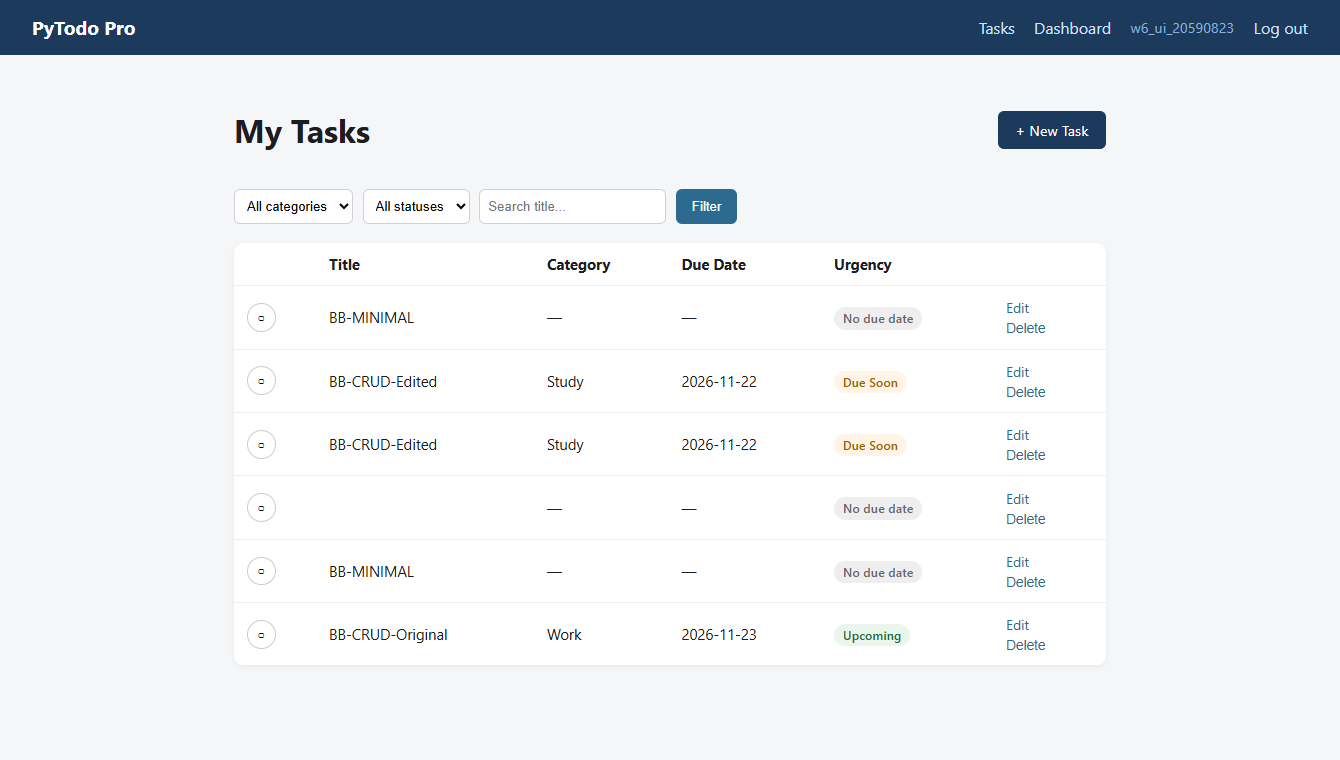 PyTodo Pro Tasks Dashboard w6_ui_20590823 Log out
My Tasks + New Task
All categories All statuses Search title... Filter
Title Category Due Date Urgency
BB-MINIMAL — — No due date Edit
Delete
BB-CRUD-Edited Study 2026-11-22 Due Soon Edit
Delete
BB-CRUD-Edited Study 2026-11-22 Due Soon Edit
Delete
— — No due date Edit
Delete
BB-MINIMAL — — No due date Edit
Delete
BB-CRUD-Original Work 2026-11-23 Upcoming Edit
Delete